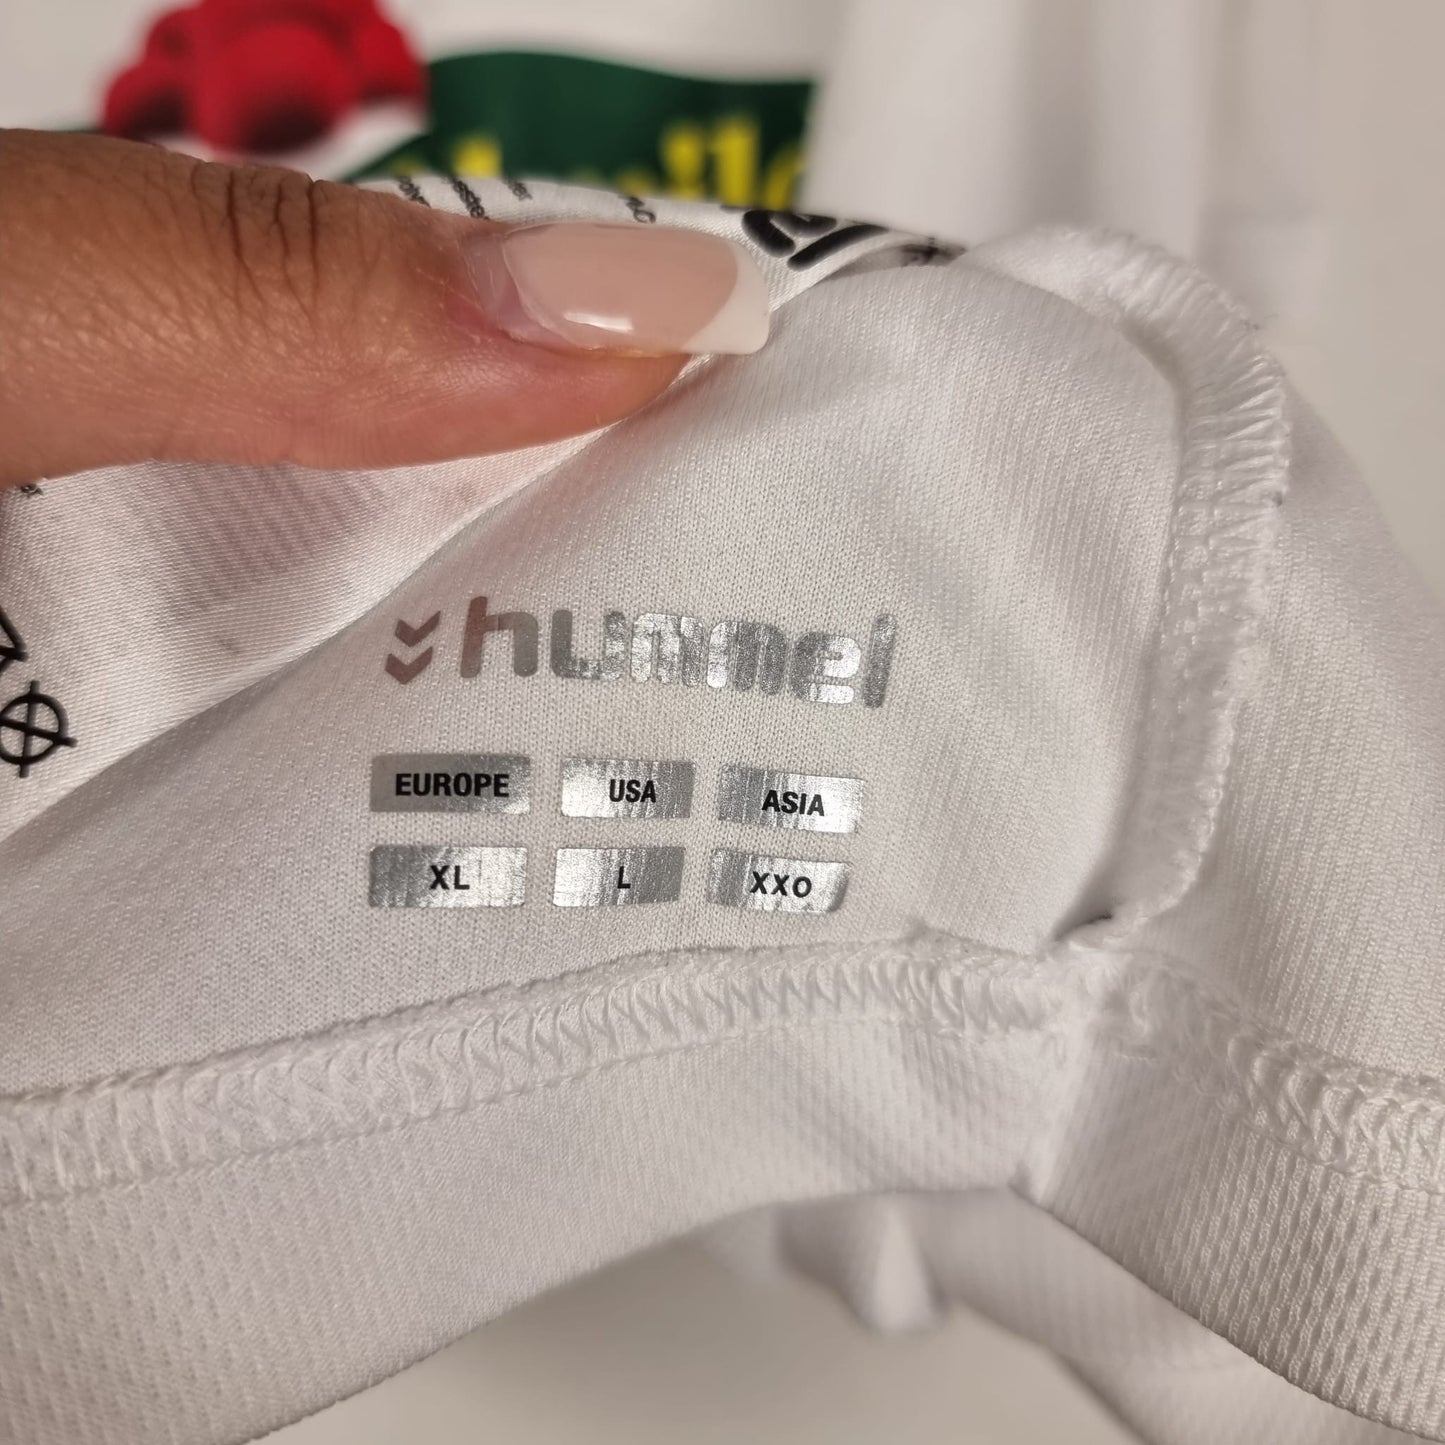 hummel
EUROPE USA ASIA
XL L XXO